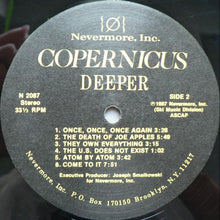 Nevermore, Inc.
COPERNICUS
DEEPER
N 2087
Stereo
33⅓ RPM
SIDE 2
℗1987 Nevermore, Inc.
(Ski Music Division)
ASCAP
1. ONCE, ONCE, ONCE AGAIN 3:28
2. THE DEATH OF JOE APPLES 5:49
3. THEY OWN EVERYTHING 3:15
4. THE U.S. DOES NOT EXIST 1:02
5. ATOM BY ATOM 3:42
6. COME TO IT 7:51
Executive Producer: Joseph Smalkowski
for Nevermore, Inc.
Nevermore, Inc. P.O. Box 170150 Brooklyn, N.Y. 11217